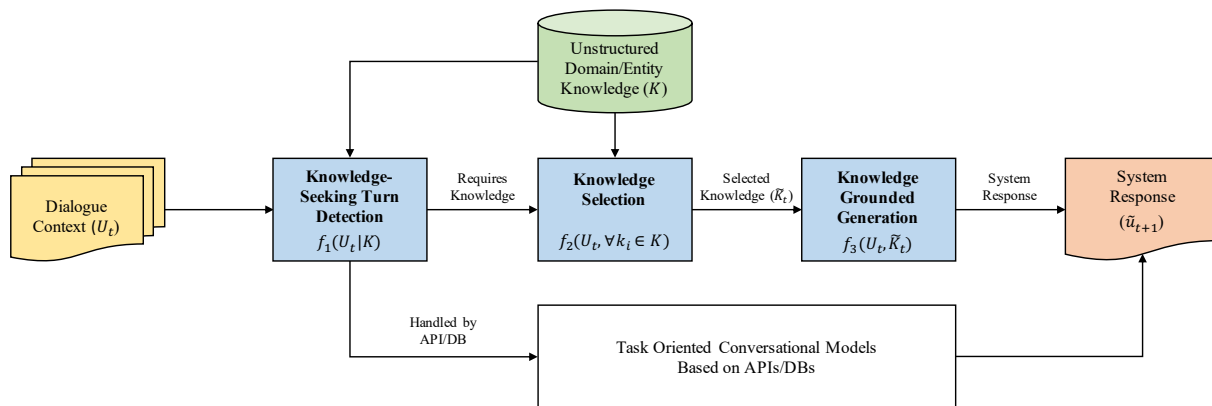 Unstructured
Domain/Entity
Knowledge (K)
Dialogue
Context (U_t)
Knowledge-
Seeking Turn
Detection
f_1(U_t|K)
Requires
Knowledge
Knowledge
Selection
f_2(U_t, ∀k_i ∈ K)
Selected
Knowledge (K̃_t)
Knowledge
Grounded
Generation
f_3(U_t, K̃_t)
System
Response
System
Response
(ũ_{t+1})
Handled by
API/DB
Task Oriented Conversational Models
Based on APIs/DBs